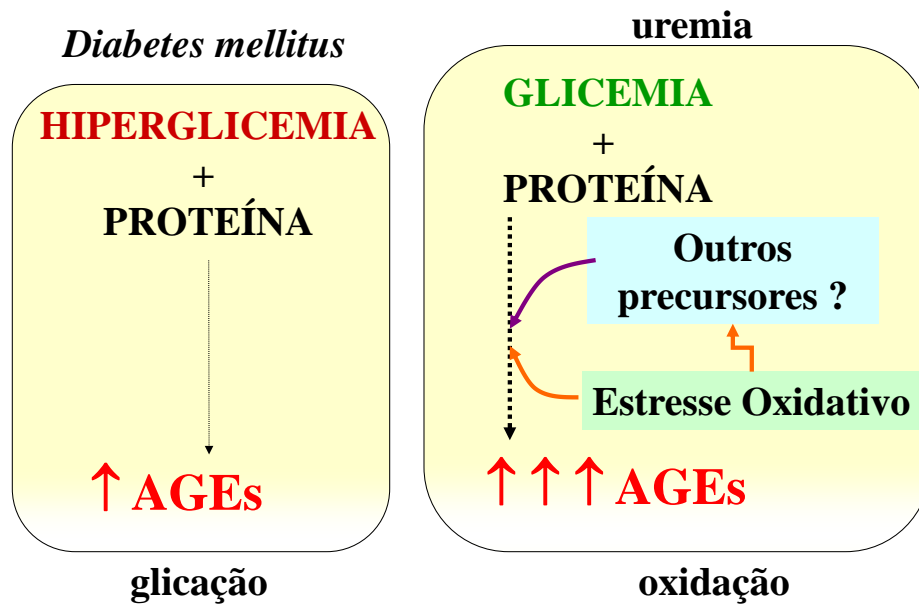 Diabetes mellitus
HIPERGLICEMIA
+
PROTEÍNA
↑ AGEs
glicação
uremia
GLICEMIA
+
PROTEÍNA
Outros
precursores ?
Estresse Oxidativo
↑ ↑ ↑ AGEs
oxidação